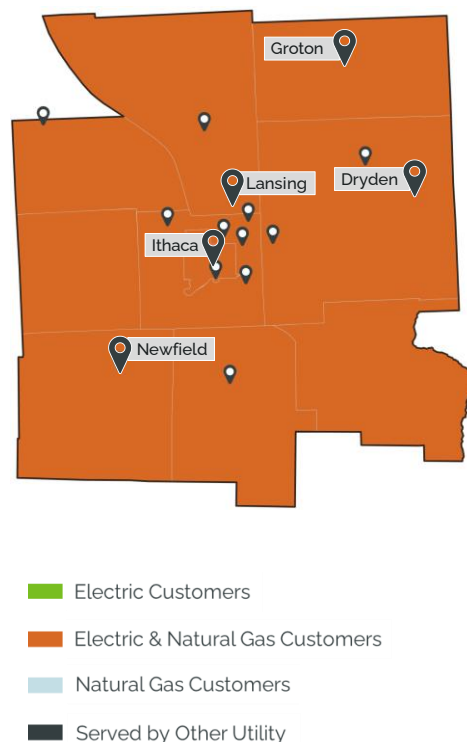 Groton
Lansing
Dryden
Ithaca
Newfield
Electric Customers
Electric & Natural Gas Customers
Natural Gas Customers
Served by Other Utility